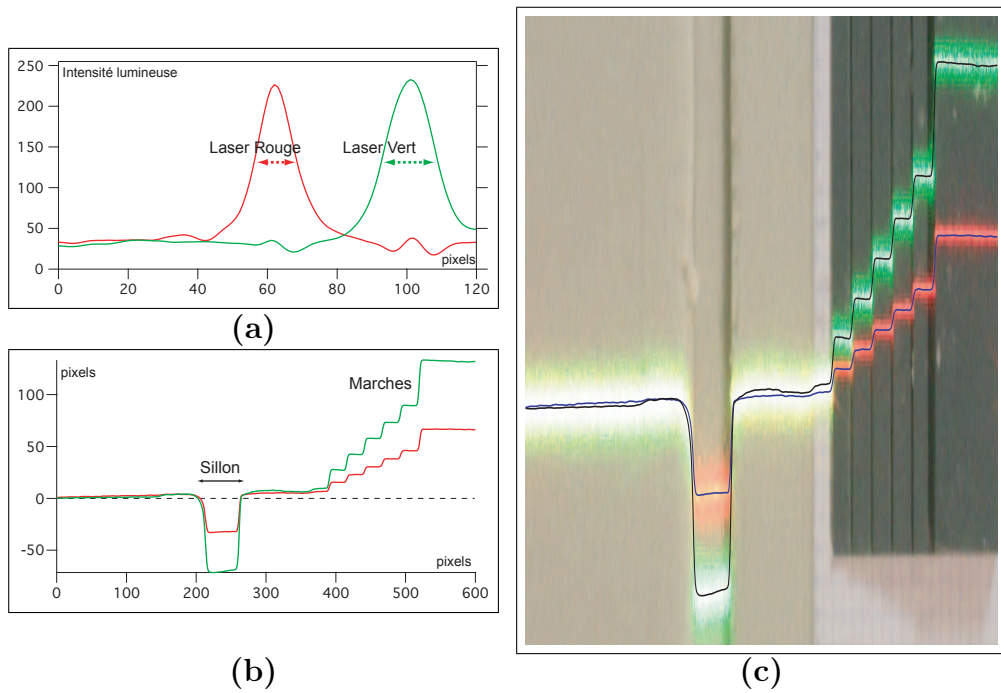 Intensité lumineuse
250
200
150
100
50
0
Laser Rouge
Laser Vert
pixels
0 20 40 60 80 100 120
(a)
pixels
100
50
0
-50
Marches
Sillon
pixels
0 100 200 300 400 500 600
(b)
(c)